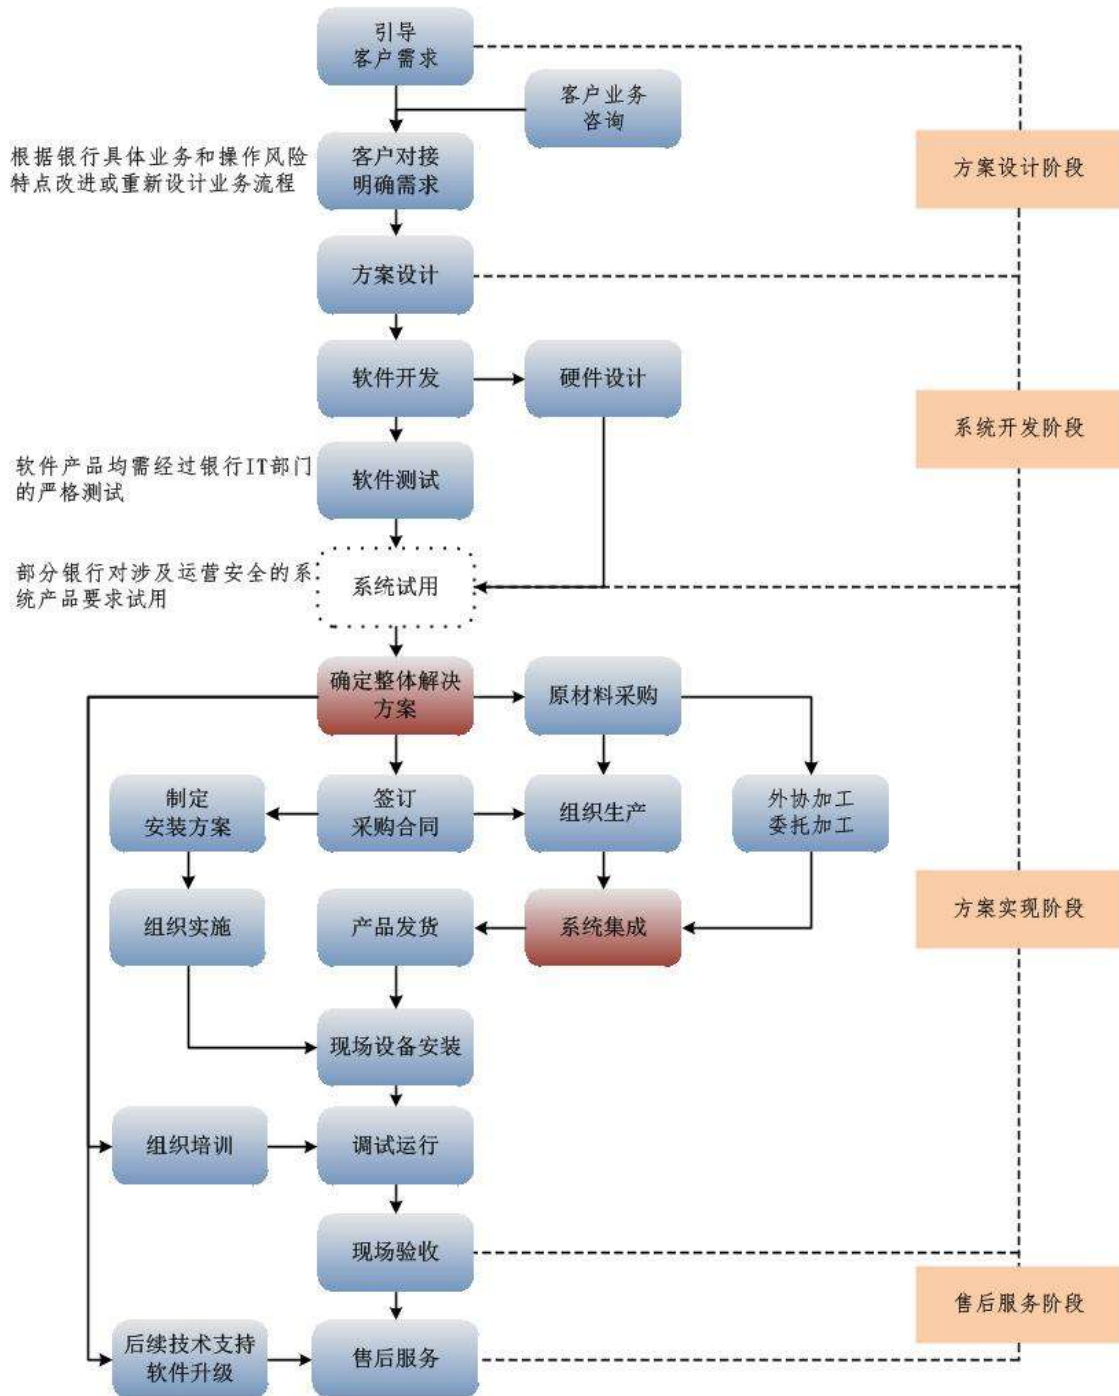 引导
客户需求
客户业务
咨询
根据银行具体业务和操作风险
特点改进或重新设计业务流程
客户对接
明确需求
方案设计阶段
方案设计
软件开发
硬件设计
系统开发阶段
软件产品均需经过银行IT部门
的严格测试
软件测试
部分银行对涉及运营安全的系
统产品要求试用
系统试用
确定整体解决
方案
原材料采购
制定
安装方案
签订
采购合同
组织生产
外协加工
委托加工
组织实施
产品发货
系统集成
方案实现阶段
现场设备安装
组织培训
调试运行
现场验收
售后服务阶段
后续技术支持
软件升级
售后服务